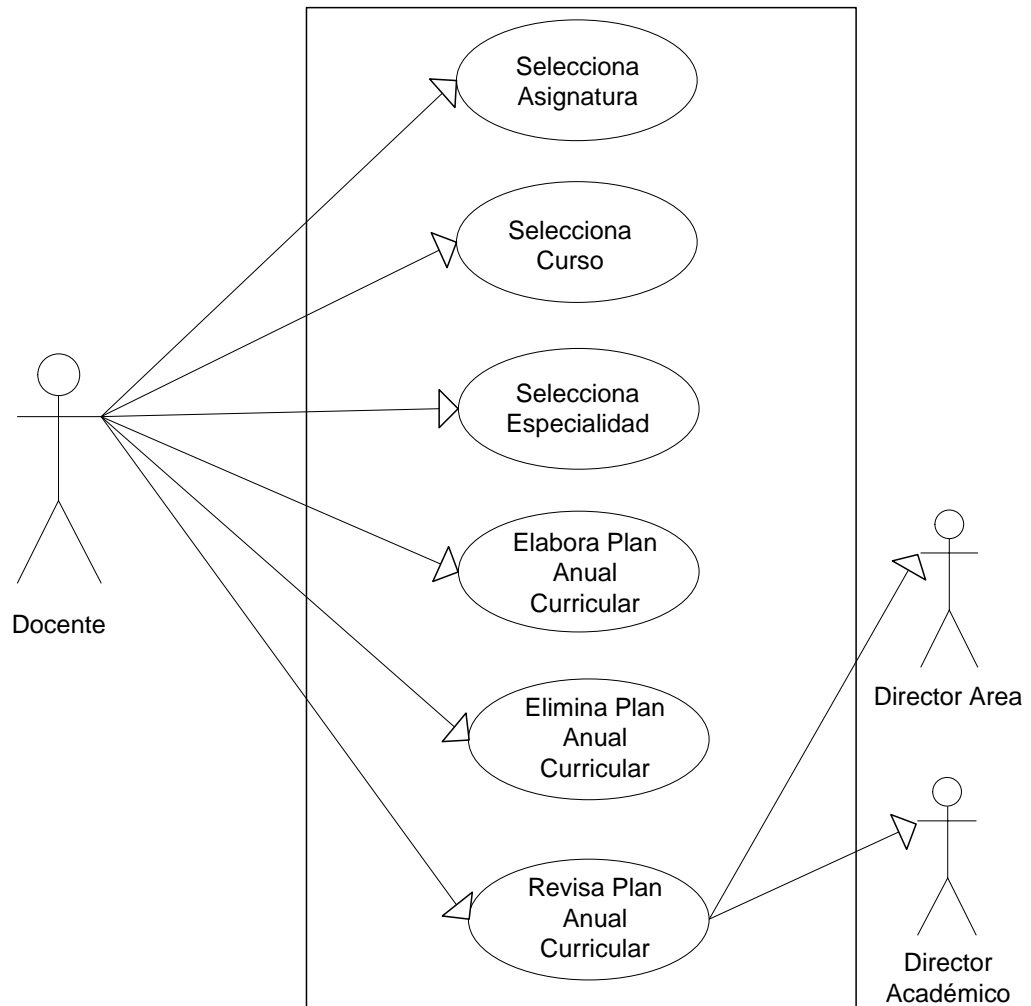 Selecciona
Asignatura
Selecciona
Curso
Selecciona
Especialidad
Elabora Plan
Anual
Curricular
Docente
Elimina Plan
Anual
Curricular
Director Area
Revisa Plan
Anual
Curricular
Director
Académico